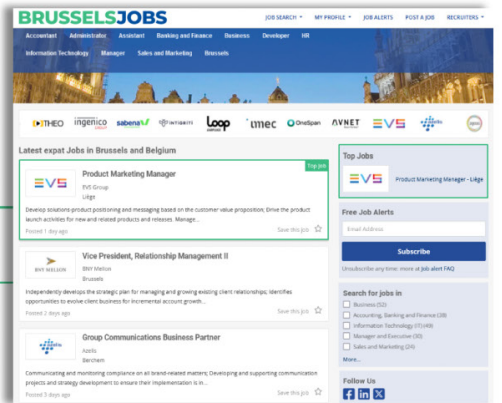 BRUSSELSJOBS
JOB SEARCH MY PROFILE JOB ALERTS POST A JOB RECRUITERS
Accountant Administrator Assistant Banking and Finance Business Developer HR
Information Technology Manager Sales and Marketing Brussels
THEO ingenico GROUP sabena INTIGRITI Loop EARPLUGS imec OneSpan AVNET EVS azelis
Latest expat Jobs in Brussels and Belgium
Top Job
EVS
Product Marketing Manager
EVS Group
Liège
Develop solutions-product positioning and messaging based on the customer value proposition; Drive the product
launch activities for new and related products and releases. Manage...
Posted 1 day ago
Save this job
BNY MELLON
Vice President, Relationship Management II
BNY Mellon
Brussels
Independently develops the strategic plan for managing and growing existing client relationships; Identifies
opportunities to evolve client business for incremental account growth...
Posted 2 days ago
Save this job
azelis
Group Communications Business Partner
Azelis
Berchem
Communicating and monitoring compliance on all brand-related matters; Developing and supporting communication
projects and strategy development to ensure their implementation is in...
Posted 3 days ago
Save this job
Top Jobs
EVS
Product Marketing Manager - Liège
Free Job Alerts
Email Address
Subscribe
Unsubscribe any time: more at Job alert FAQ
Search for jobs in
Business (52)
Accounting, Banking and Finance (28)
Information Technology (IT) (49)
Manager and Executive (30)
Sales and Marketing (24)
More...
Follow Us